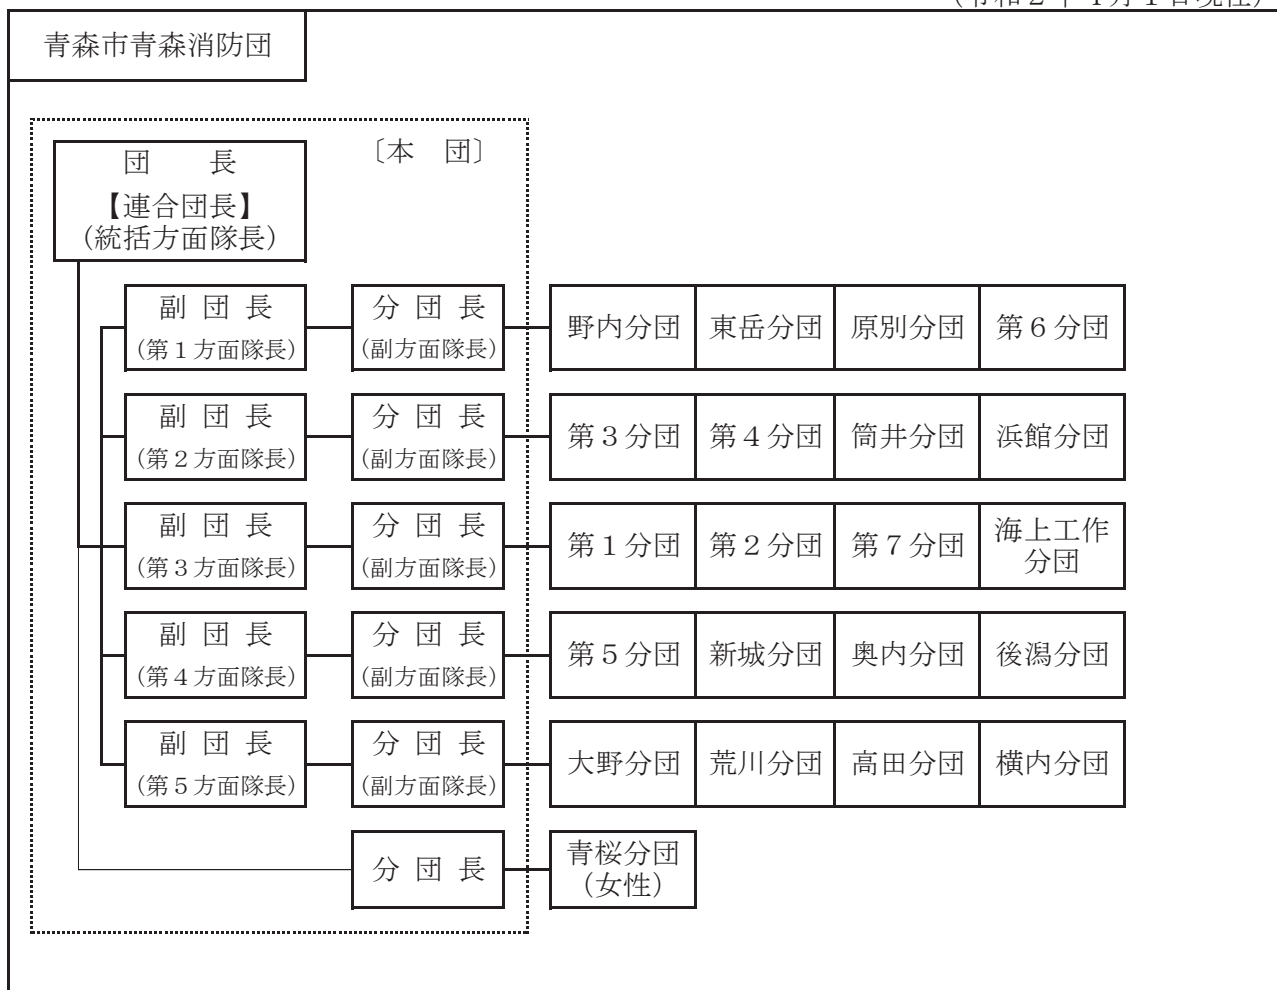 青森市青森消防団
〔本　団〕
団　　長
【連合団長】
（統括方面隊長）
副 団 長
（第１方面隊長）
分 団 長
（副方面隊長）
野内分団 東岳分団 原別分団 第６分団
副 団 長
（第２方面隊長）
分 団 長
（副方面隊長）
第３分団 第４分団 筒井分団 浜館分団
副 団 長
（第３方面隊長）
分 団 長
（副方面隊長）
第１分団 第２分団 第７分団 海上工作
分団
副 団 長
（第４方面隊長）
分 団 長
（副方面隊長）
第５分団 新城分団 奥内分団 後潟分団
副 団 長
（第５方面隊長）
分 団 長
（副方面隊長）
大野分団 荒川分団 高田分団 横内分団
分 団 長
青桜分団
（女性）